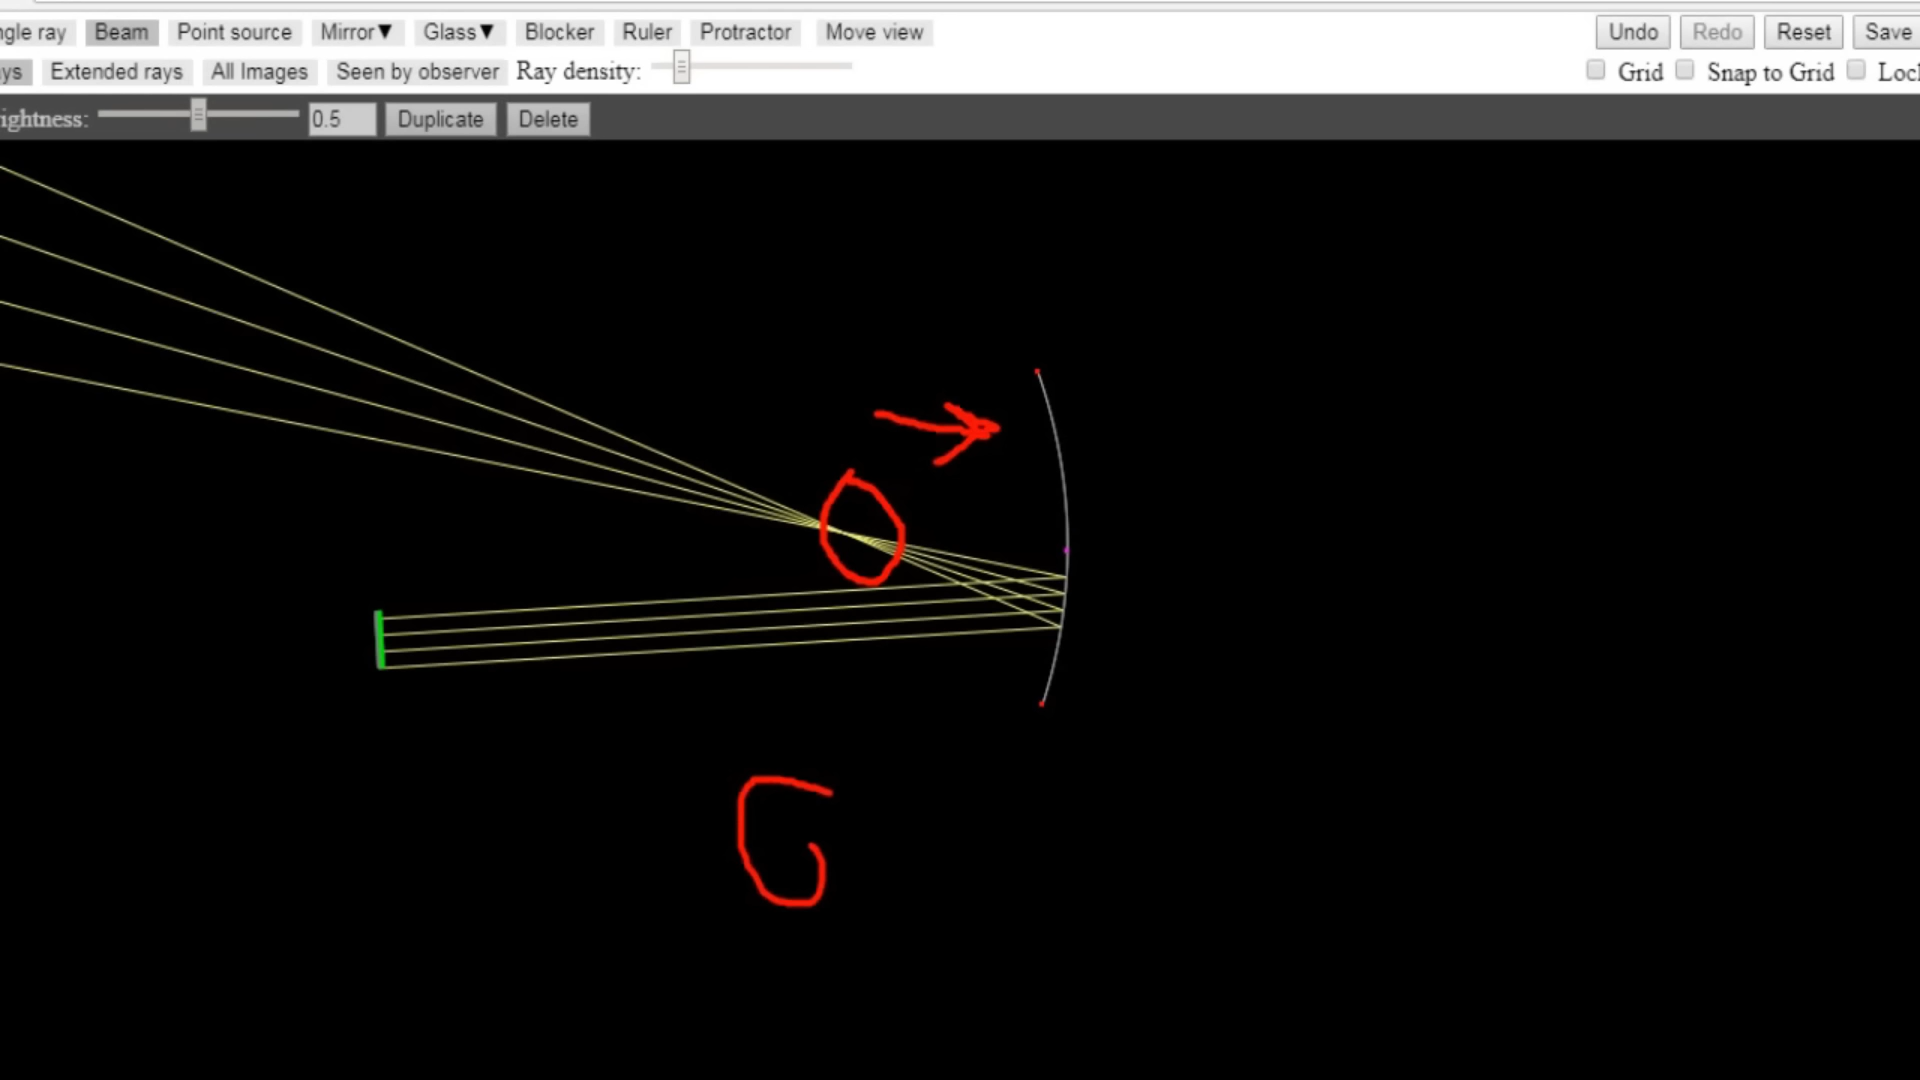 ngle ray Beam Point source Mirror▼ Glass▼ Blocker Ruler Protractor Move view Undo Redo Reset Save
ys Extended rays All Images Seen by observer Ray density: Grid Snap to Grid Loc
ightness: 0.5 Duplicate Delete
G